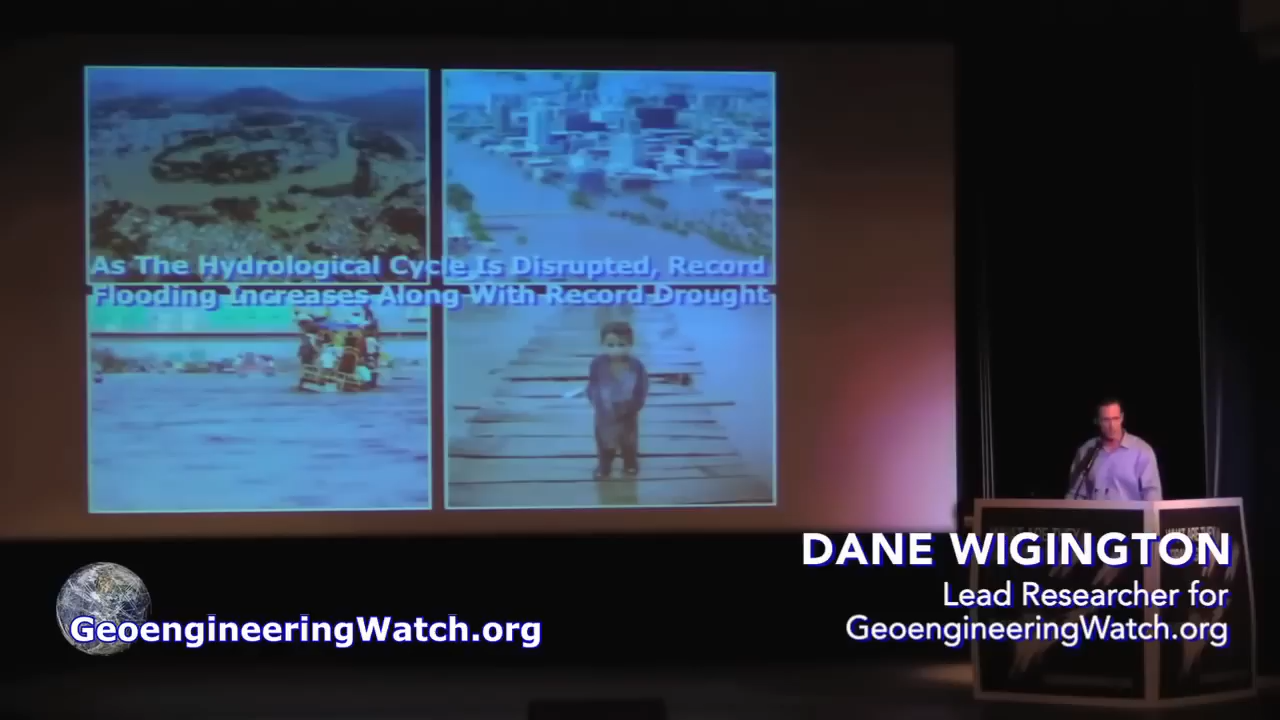 As The Hydrological Cycle Is Disrupted, Record
Flooding Increases Along With Record Drought
DANE WIGINGTON
Lead Researcher for
GeoengineeringWatch.org
GeoengineeringWatch.org